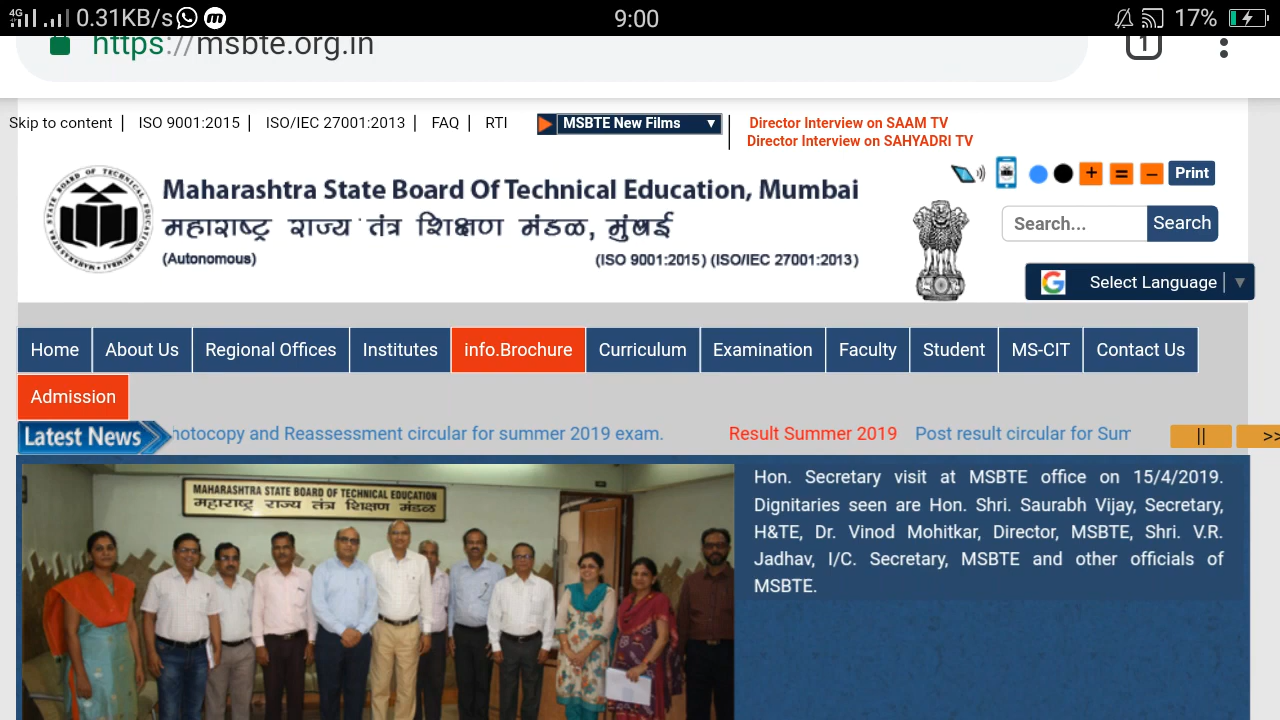 4G 0.31KB/s 9:00 17%
https://msbte.org.in 1
Skip to content | ISO 9001:2015 | ISO/IEC 27001:2013 | FAQ | RTI MSBTE New Films ▼ Director Interview on SAAM TV
Director Interview on SAHYADRI TV
+ = − Print
Maharashtra State Board Of Technical Education, Mumbai
महाराष्ट्र राज्य तंत्र शिक्षण मंडळ, मुंबई
Search... Search
(Autonomous) (ISO 9001:2015) (ISO/IEC 27001:2013)
G Select Language ▼
Home About Us Regional Offices Institutes info.Brochure Curriculum Examination Faculty Student MS-CIT Contact Us
Admission
Latest News hotocopy and Reassessment circular for summer 2019 exam. Result Summer 2019 Post result circular for Sum || >>
MAHARASHTRA STATE BOARD OF TECHNICAL EDUCATION
महाराष्ट्र राज्य तंत्र शिक्षण मंडळ
Hon. Secretary visit at MSBTE office on 15/4/2019.
Dignitaries seen are Hon. Shri. Saurabh Vijay, Secretary,
H&TE, Dr. Vinod Mohitkar, Director, MSBTE, Shri. V.R.
Jadhav, I/C. Secretary, MSBTE and other officials of
MSBTE.